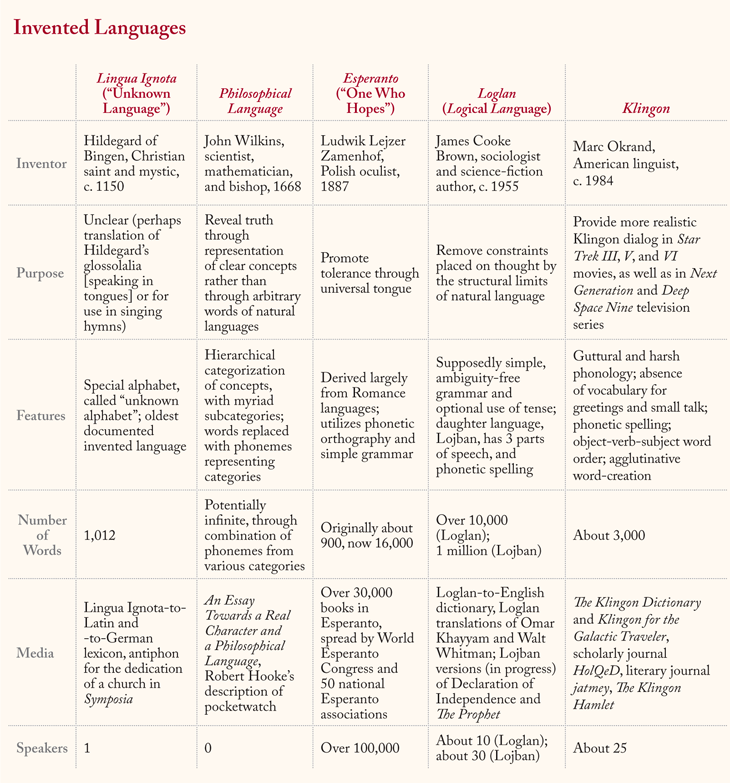 Invented Languages
Lingua Ignota
(“Unknown
Language”)
Philosophical
Language
Esperanto
(“One Who
Hopes”)
Loglan
(Logical Language)
Klingon
Inventor
Hildegard of
Bingen, Christian
saint and mystic,
c. 1150
John Wilkins,
scientist,
mathematician,
and bishop, 1668
Ludwik Lejzer
Zamenhof,
Polish oculist,
1887
James Cooke
Brown, sociologist
and science-fiction
author, c. 1955
Marc Okrand,
American linguist,
c. 1984
Purpose
Unclear (perhaps
translation of
Hildegard’s
glossolalia
[speaking in
tongues] or for
use in singing
hymns)
Reveal truth
through
representation
of clear concepts
rather than
through arbitrary
words of natural
languages
Promote
tolerance through
universal tongue
Remove constraints
placed on thought by
the structural limits
of natural language
Provide more realistic
Klingon dialog in Star
Trek III, V, and VI
movies, as well as in Next
Generation and Deep
Space Nine television
series
Features
Special alphabet,
called “unknown
alphabet”; oldest
documented
invented language
Hierarchical
categorization
of concepts,
with myriad
subcategories;
words replaced
with phonemes
representing
categories
Derived largely
from Romance
languages;
utilizes phonetic
orthography and
simple grammar
Supposedly simple,
ambiguity-free
grammar and
optional use of tense;
daughter language,
Lojban, has 3 parts
of speech, and
phonetic spelling
Guttural and harsh
phonology; absence
of vocabulary for
greetings and small talk;
phonetic spelling;
object-verb-subject word
order; agglutinative
word-creation
Number
of
Words
1,012
Potentially
infinite, through
combination of
phonemes from
various categories
Originally about
900, now 16,000
Over 10,000
(Loglan);
1 million (Lojban)
About 3,000
Media
Lingua Ignota-to-
Latin and
-to-German
lexicon, antiphon
for the dedication
of a church in
Symposia
An Essay
Towards a Real
Character and
a Philosophical
Language,
Robert Hooke’s
description of
pocketwatch
Over 30,000
books in
Esperanto,
spread by World
Esperanto
Congress and
50 national
Esperanto
associations
Loglan-to-English
dictionary, Loglan
translations of Omar
Khayyam and Walt
Whitman; Lojban
versions (in progress)
of Declaration of
Independence and
The Prophet
The Klingon Dictionary
and Klingon for the
Galactic Traveler,
scholarly journal
HolQeD, literary journal
jatmey, The Klingon
Hamlet
Speakers
1
0
Over 100,000
About 10 (Loglan);
about 30 (Lojban)
About 25